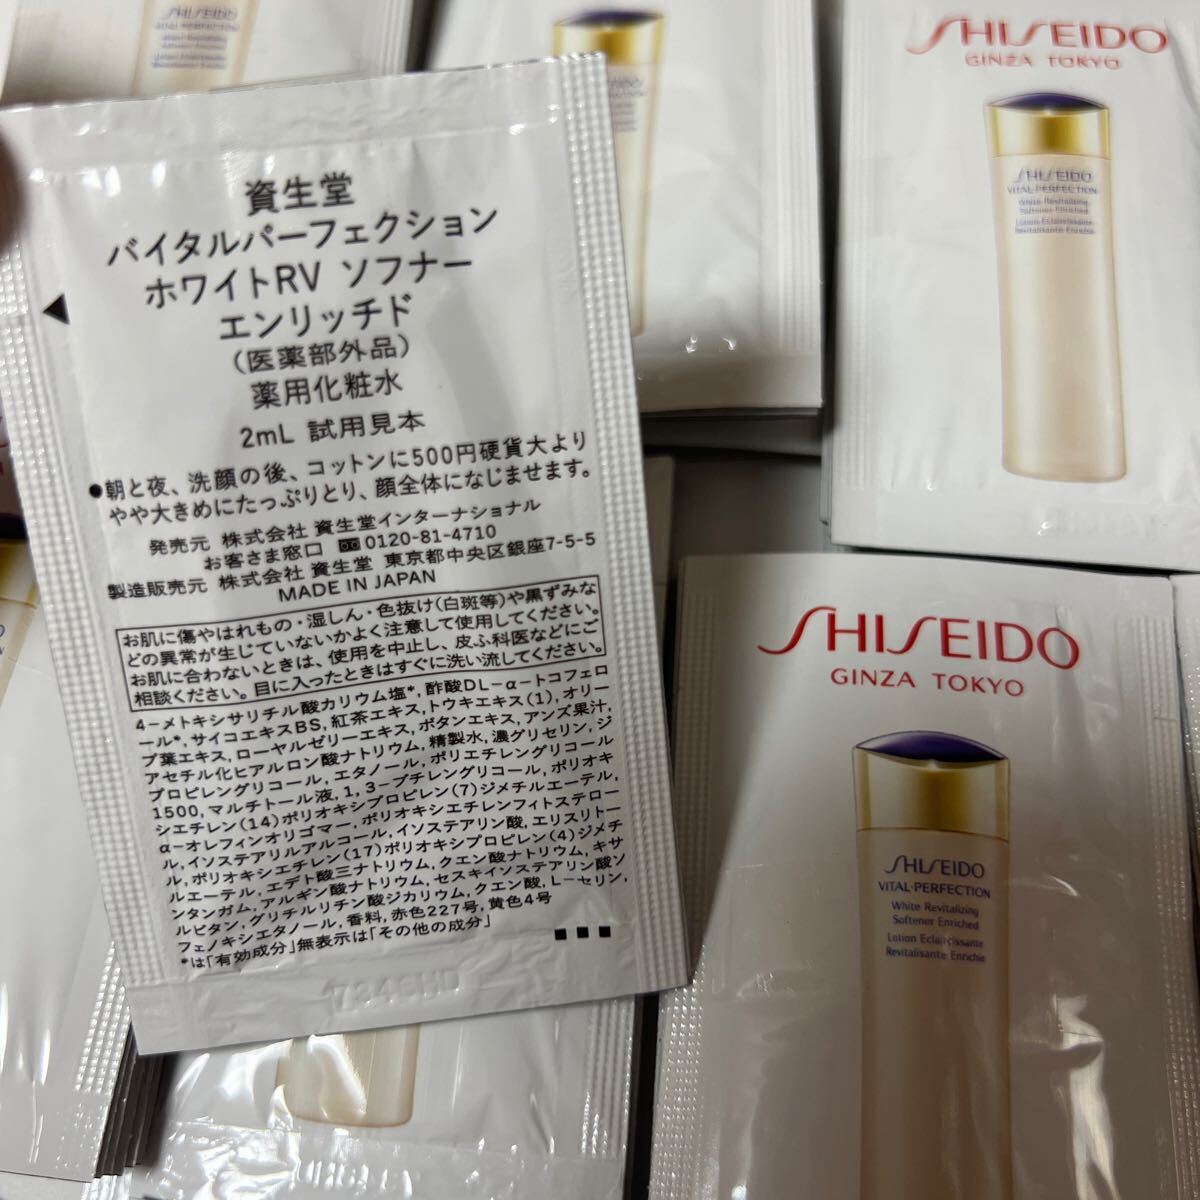 VITAL-PERFECTION
White Revitalizing
Softener Enriched
SHISEIDO
GINZA TOKYO
SHISEIDO
VITAL-PERFECTION
White Revitalizing
Softener Enriched
Lotion Eclaircissante
Revitalisante Enrichie
資生堂
バイタルパーフェクション
ホワイトRV ソフナー
エンリッチド
(医薬部外品)
薬用化粧水
2mL 試用見本
●朝と夜、洗顔の後、コットンに500円硬貨大より
やや大きめにたっぷりとり、顔全体になじませます。
発売元 株式会社 資生堂インターナショナル
お客さま窓口 0120-81-4710
製造販売元 株式会社 資生堂 東京都中央区銀座7-5-5
MADE IN JAPAN
お肌に傷やはれもの・湿しん・色抜け(白斑等)や黒ずみな
どの異常が生じていないかよく注意して使用してください。
お肌に合わないときは、使用を中止し、皮ふ科医などにご
相談ください。目に入ったときはすぐに洗い流してください。
4-メトキシサリチル酸カリウム塩*,酢酸DL-α-トコフェロ
ール*,サイコエキスBS,紅茶エキス,トウキエキス(1),オリー
ブ葉エキス,ローヤルゼリーエキス,ボタンエキス,アンズ果汁,
アセチル化ヒアルロン酸ナトリウム,精製水,濃グリセリン,ジ
プロピレングリコール,エタノール,ポリエチレングリコール
1500,マルチトール液,1,3-ブチレングリコール,ポリオキ
シエチレン(14)ポリオキシプロピレン(7)ジメチルエーテル,
α-オレフィンオリゴマー,ポリオキシエチレンフィトステロー
ル,イソステアリルアルコール,イソステアリン酸,エリスリトー
ル,ポリオキシエチレン(17)ポリオキシプロピレン(4)ジメチ
ルエーテル,エデト酸三ナトリウム,クエン酸ナトリウム,キサ
ンタンガム,アルギン酸ナトリウム,セスキイソステアリン酸ソ
ルビタン,グリチルリチン酸ジカリウム,クエン酸,L-セリン,
フェノキシエタノール,香料,赤色227号,黄色4号
*は「有効成分」無表示は「その他の成分」
SHISEIDO
GINZA TOKYO
SHISEIDO
VITAL-PERFECTION
White Revitalizing
Softener Enriched
Lotion Eclaircissante
Revitalisante Enrichie